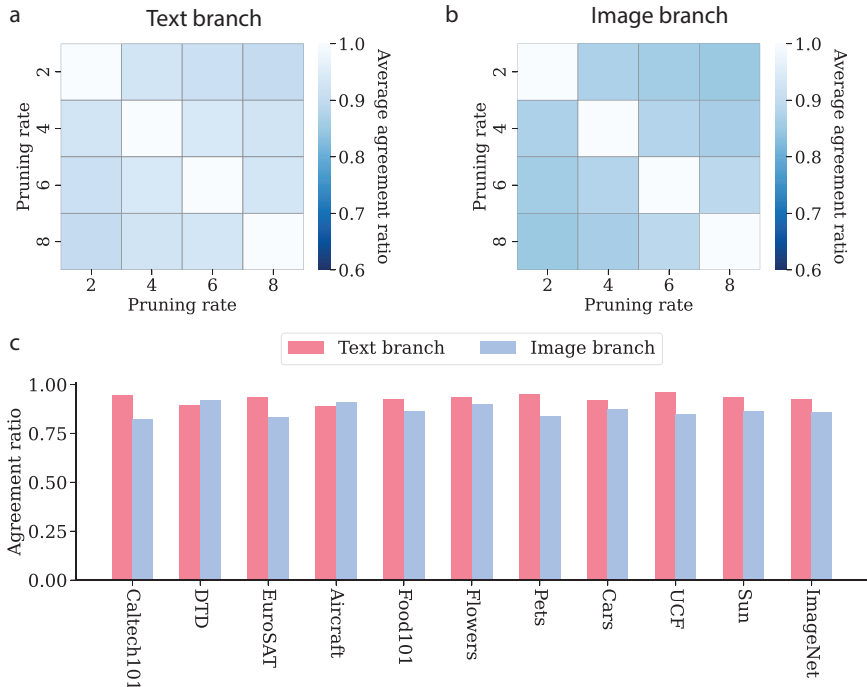 a
Text branch
2
4
6
8
Pruning rate
2 4 6 8
Pruning rate
1.0
0.9
0.8
0.7
0.6
Average agreement ratio
b
Image branch
2
4
6
8
Pruning rate
2 4 6 8
Pruning rate
1.0
0.9
0.8
0.7
0.6
Average agreement ratio
c
Text branch Image branch
1.00
0.75
0.50
0.25
0.00
Agreement ratio
Caltech101
DTD
EuroSAT
Aircraft
Food101
Flowers
Pets
Cars
UCF
Sun
ImageNet